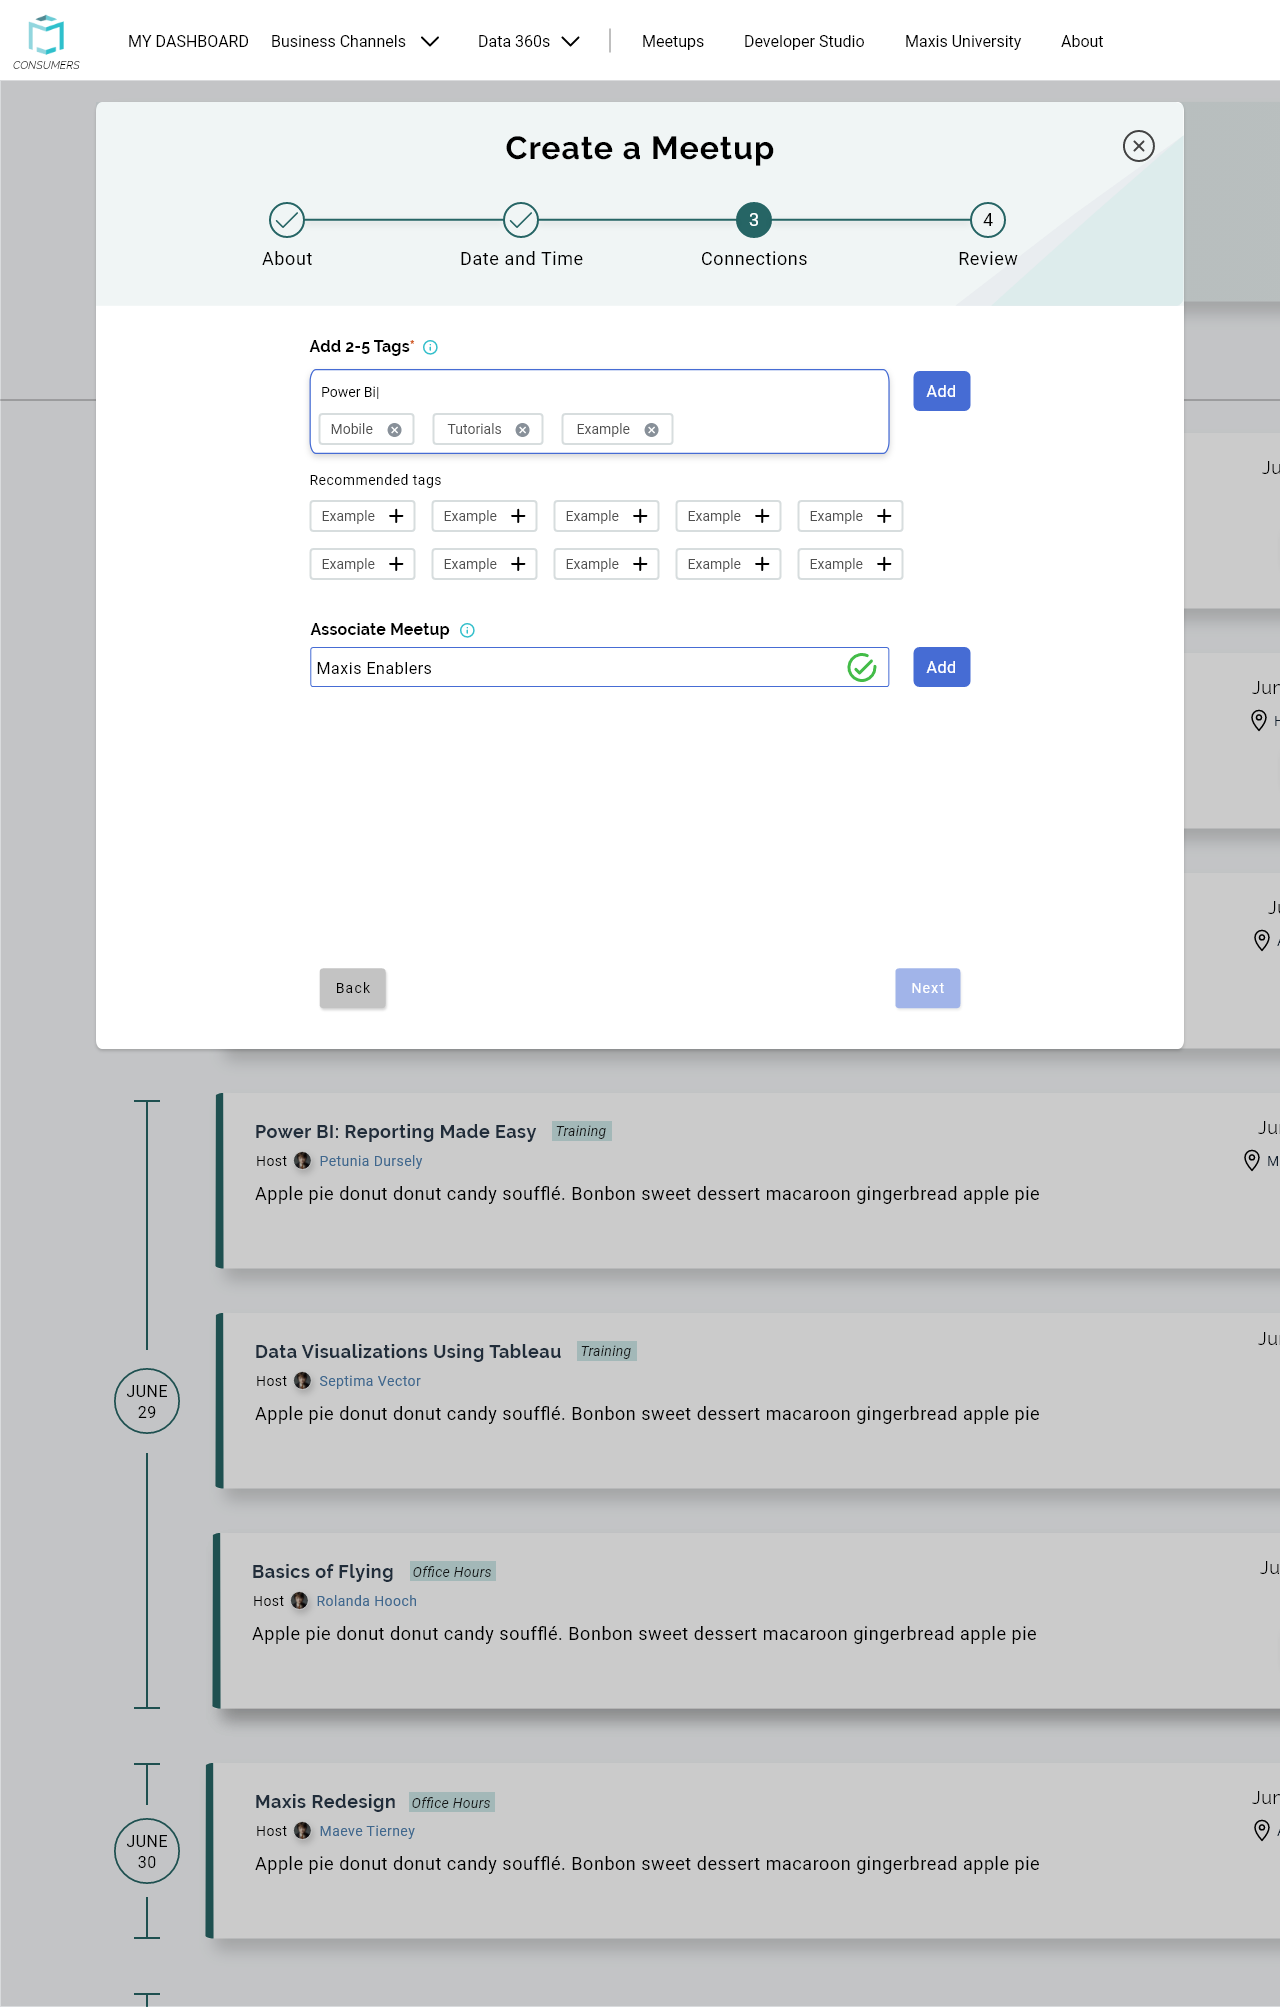 CONSUMERS
MY DASHBOARD Business Channels Data 360s Meetups Developer Studio Maxis University About
Create a Meetup
3 4
About Date and Time Connections Review
Add 2-5 Tags*
Power Bi|
Add
Mobile Tutorials Example
Recommended tags
Example Example Example Example Example
Example Example Example Example Example
Associate Meetup
Maxis Enablers
Add
Back Next
Power BI: Reporting Made Easy Training
Host Petunia Dursely
Apple pie donut donut candy soufflé. Bonbon sweet dessert macaroon gingerbread apple pie
Data Visualizations Using Tableau Training
Host Septima Vector
JUNE
29
Apple pie donut donut candy soufflé. Bonbon sweet dessert macaroon gingerbread apple pie
Basics of Flying Office Hours
Host Rolanda Hooch
Apple pie donut donut candy soufflé. Bonbon sweet dessert macaroon gingerbread apple pie
Maxis Redesign Office Hours
Host Maeve Tierney
JUNE
30
Apple pie donut donut candy soufflé. Bonbon sweet dessert macaroon gingerbread apple pie